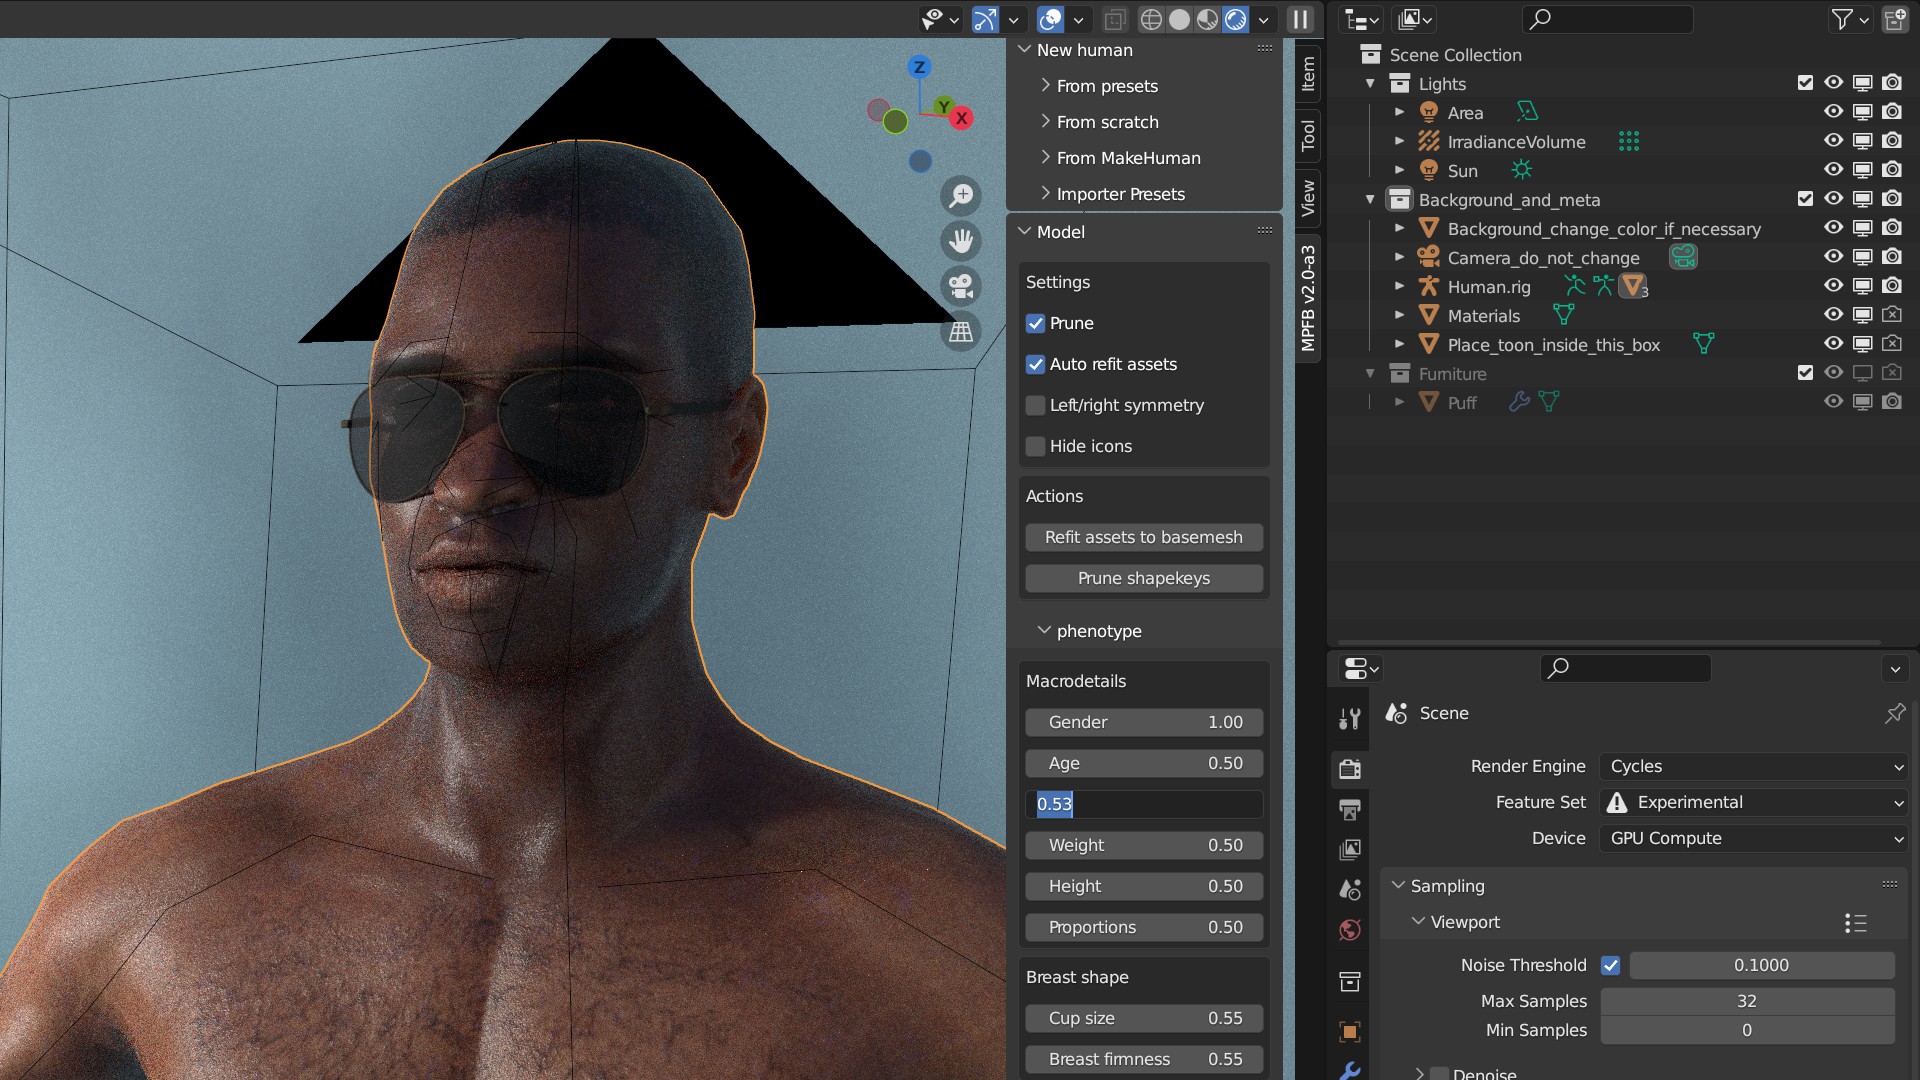 New human
From presets
From scratch
From MakeHuman
Importer Presets
Model
Settings
Prune
Auto refit assets
Left/right symmetry
Hide icons
Actions
Refit assets to basemesh
Prune shapekeys
phenotype
Macrodetails
Gender 1.00
Age 0.50
0.53
Weight 0.50
Height 0.50
Proportions 0.50
Breast shape
Cup size 0.55
Breast firmness 0.55
Z
Y
X
Item
Tool
View
MPFB v2.0-a3
Scene Collection
Lights
Area
IrradianceVolume
Sun
Background_and_meta
Background_change_color_if_necessary
Camera_do_not_change
Human.rig 3
Materials
Place_toon_inside_this_box
Furniture
Puff
Scene
Render Engine Cycles
Feature Set Experimental
Device GPU Compute
Sampling
Viewport
Noise Threshold 0.1000
Max Samples 32
Min Samples 0
Denoise